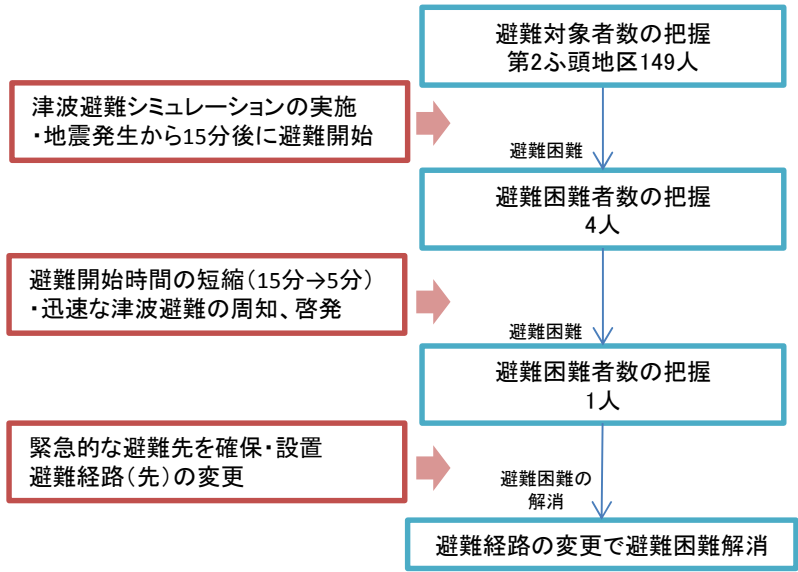 避難対象者数の把握
第2ふ頭地区149人
津波避難シミュレーションの実施
・地震発生から15分後に避難開始
避難困難
避難困難者数の把握
4人
避難開始時間の短縮（15分→5分）
・迅速な津波避難の周知、啓発
避難困難
避難困難者数の把握
1人
緊急的な避難先を確保・設置
避難経路（先）の変更
避難困難の
解消
避難経路の変更で避難困難解消